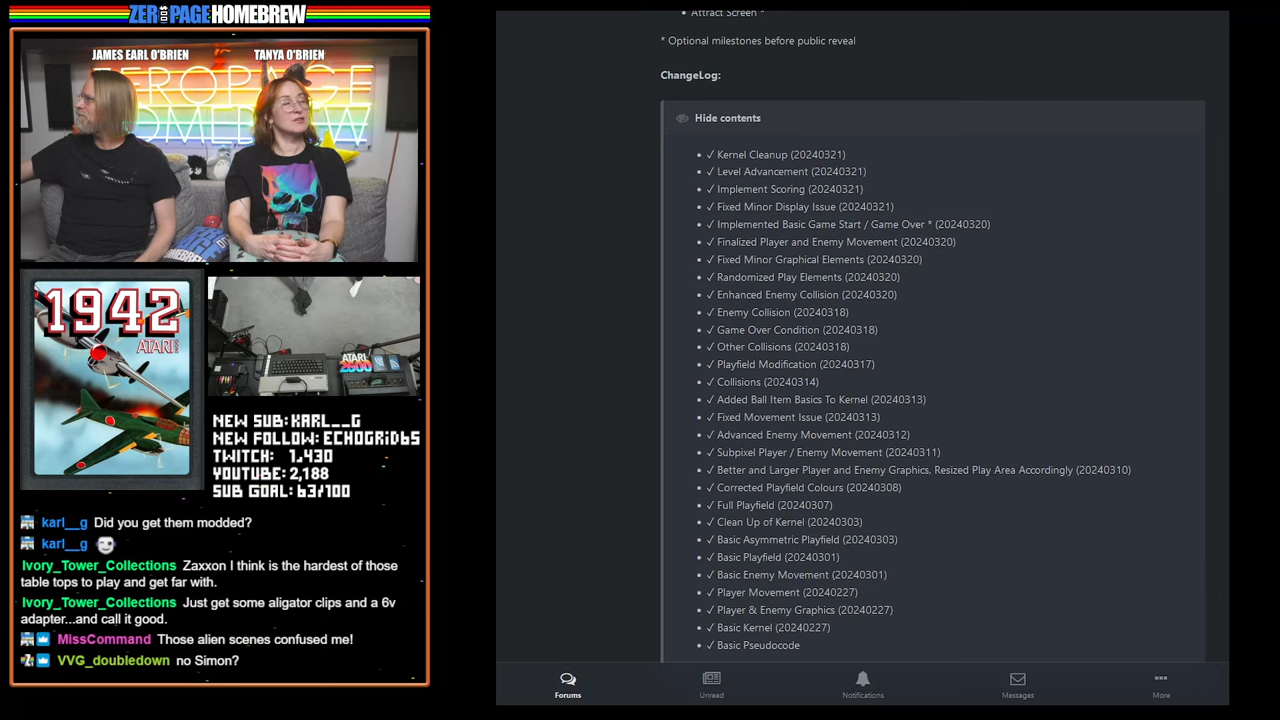 ZEROPAGE HOMEBREW
JAMES EARL O'BRIEN
TANYA O'BRIEN
ZEROPAGE
HOMEBREW
1942
ATARI
ATARI
2600
NEW SUB: KARL__G
NEW FOLLOW: ECHOGRID65
TWITCH: 1,430
YOUTUBE: 2,188
SUB GOAL: 63/100
karl__g Did you get them modded?
karl__g
Ivory_Tower_Collections Zaxxon I think is the hardest of those
table tops to play and get far with.
Ivory_Tower_Collections Just get some aligator clips and a 6v
adapter...and call it good.
MissCommand Those alien scenes confused me!
VVG_doubledown no Simon?
• Attract Screen *
* Optional milestones before public reveal
ChangeLog:
Hide contents
• ✓ Kernel Cleanup (20240321)
• ✓ Level Advancement (20240321)
• ✓ Implement Scoring (20240321)
• ✓ Fixed Minor Display Issue (20240321)
• ✓ Implemented Basic Game Start / Game Over * (20240320)
• ✓ Finalized Player and Enemy Movement (20240320)
• ✓ Fixed Minor Graphical Elements (20240320)
• ✓ Randomized Play Elements (20240320)
• ✓ Enhanced Enemy Collision (20240320)
• ✓ Enemy Collision (20240318)
• ✓ Game Over Condition (20240318)
• ✓ Other Collisions (20240318)
• ✓ Playfield Modification (20240317)
• ✓ Collisions (20240314)
• ✓ Added Ball Item Basics To Kernel (20240313)
• ✓ Fixed Movement Issue (20240313)
• ✓ Advanced Enemy Movement (20240312)
• ✓ Subpixel Player / Enemy Movement (20240311)
• ✓ Better and Larger Player and Enemy Graphics, Resized Play Area Accordingly (20240310)
• ✓ Corrected Playfield Colours (20240308)
• ✓ Full Playfield (20240307)
• ✓ Clean Up of Kernel (20240303)
• ✓ Basic Asymmetric Playfield (20240303)
• ✓ Basic Playfield (20240301)
• ✓ Basic Enemy Movement (20240301)
• ✓ Player Movement (20240227)
• ✓ Player & Enemy Graphics (20240227)
• ✓ Basic Kernel (20240227)
• ✓ Basic Pseudocode
Forums
Unread
Notifications
Messages
More